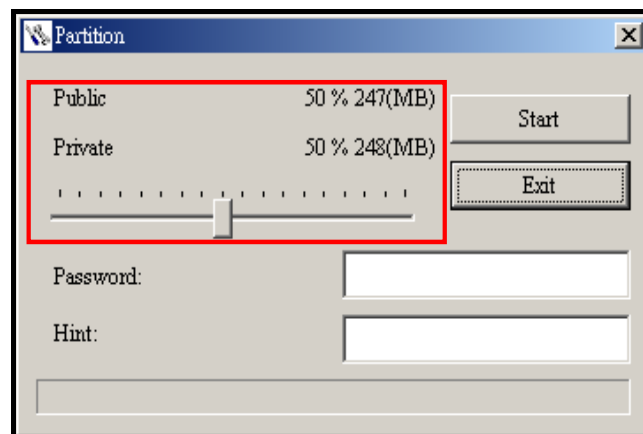 Partition
Public 50 % 247(MB)
Private 50 % 248(MB)
Start
Exit
Password:
Hint: